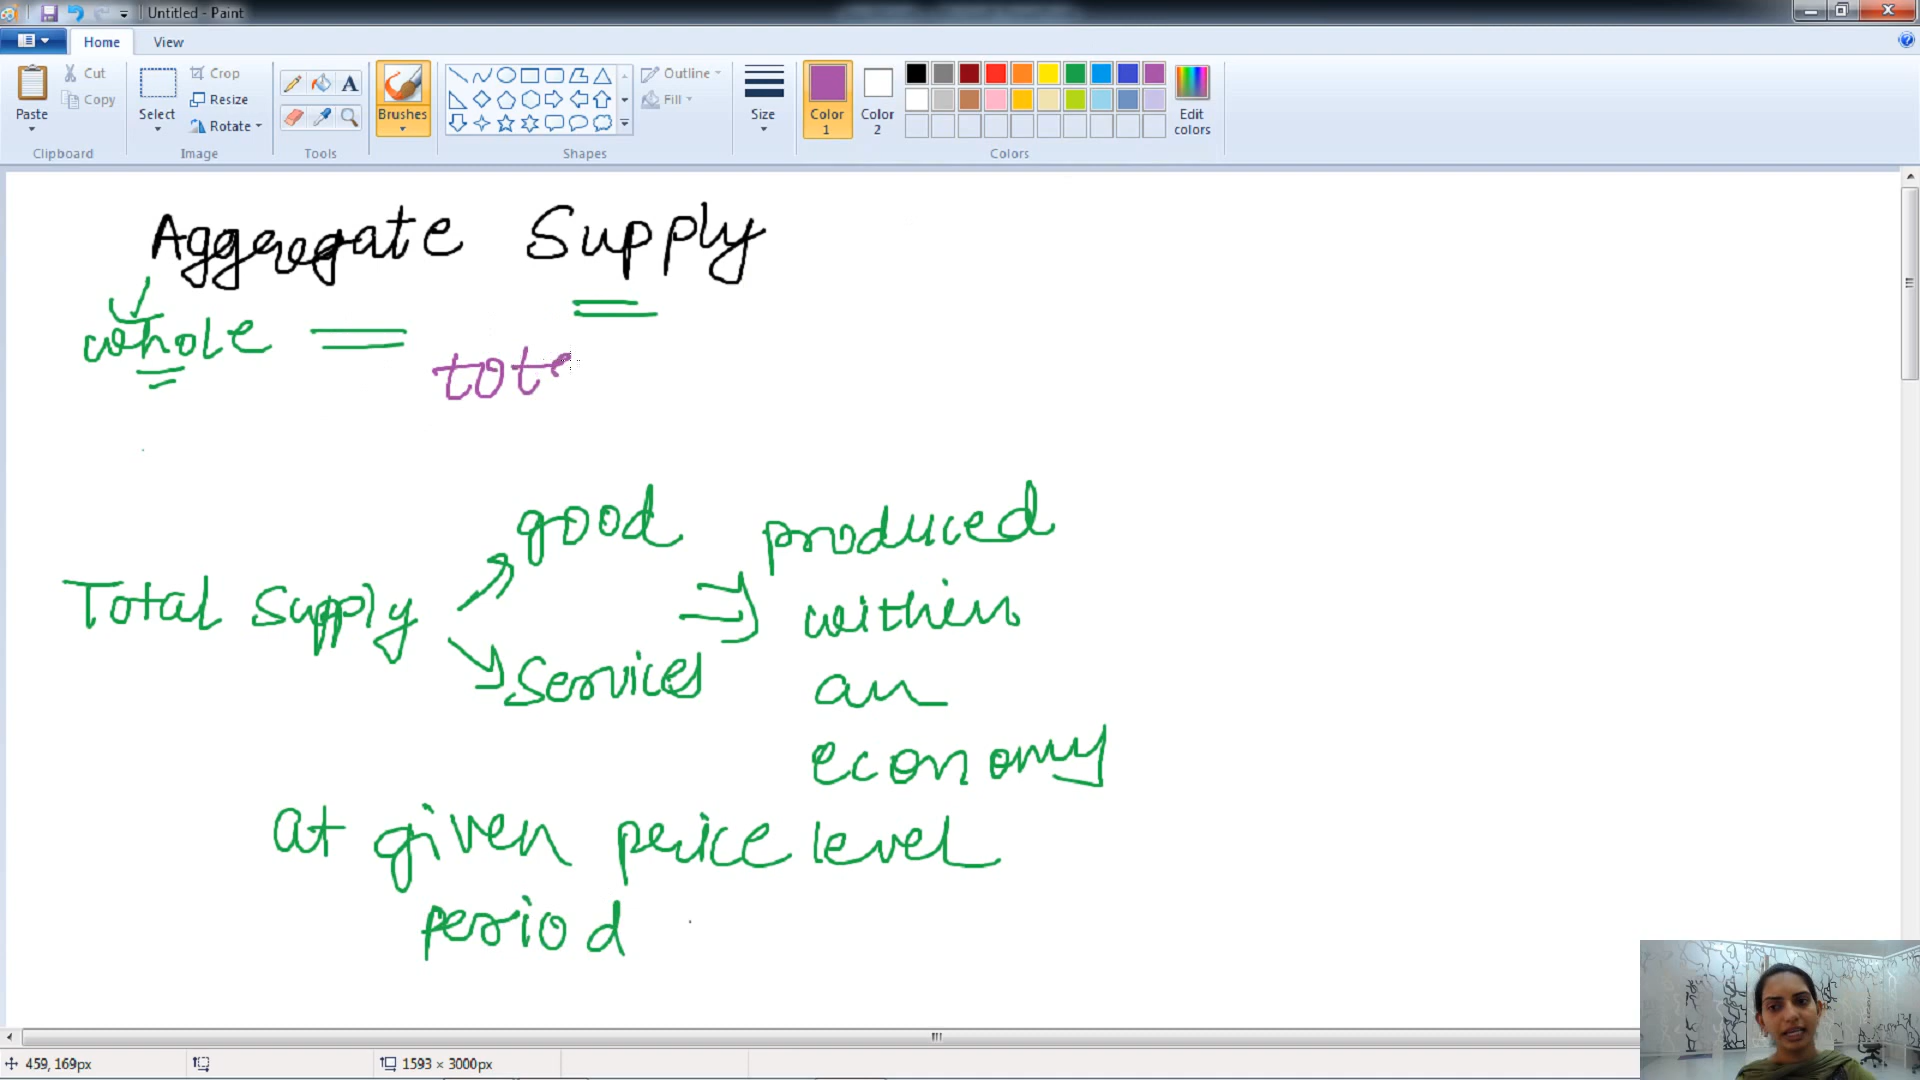 Untitled - Paint
Home View
Paste Cut Copy Clipboard
Select Crop Resize Rotate Image
Tools
Brushes
Outline Fill Shapes
Size
Color 1 Color 2 Edit colors Colors
Aggregate Supply
whole
tot
good produced
Total Supply within
Services an
economy
at given price level
period
459, 169px 1593 × 3000px